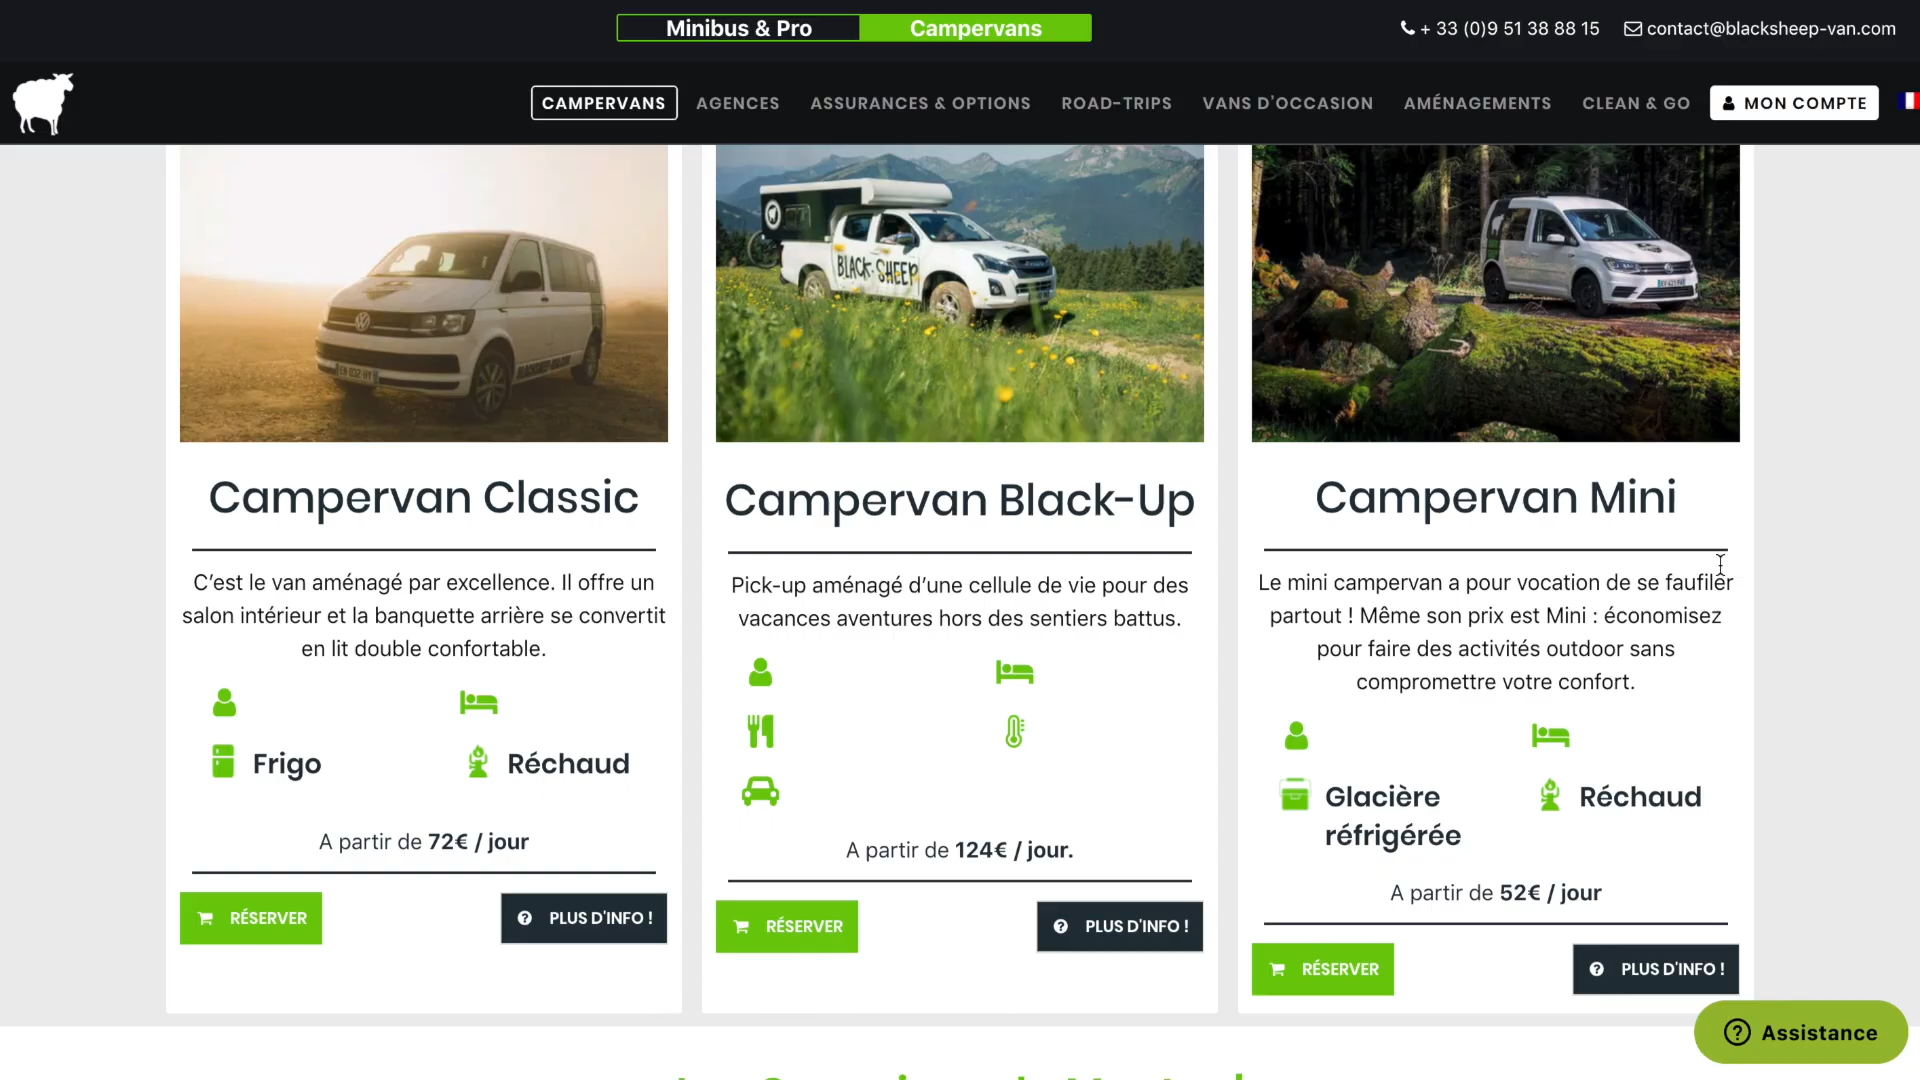 Minibus & Pro
Campervans
+ 33 (0)9 51 38 88 15
contact@blacksheep-van.com
CAMPERVANS
AGENCES
ASSURANCES & OPTIONS
ROAD-TRIPS
VANS D'OCCASION
AMÉNAGEMENTS
CLEAN & GO
MON COMPTE
BLACK-SHEEP
Campervan Classic
C'est le van aménagé par excellence. Il offre un
salon intérieur et la banquette arrière se convertit
en lit double confortable.
Frigo
Réchaud
A partir de 72€ / jour
RÉSERVER
PLUS D'INFO !
Campervan Black-Up
Pick-up aménagé d'une cellule de vie pour des
vacances aventures hors des sentiers battus.
A partir de 124€ / jour.
RÉSERVER
PLUS D'INFO !
Campervan Mini
Le mini campervan a pour vocation de se faufiler
partout ! Même son prix est Mini : économisez
pour faire des activités outdoor sans
compromettre votre confort.
Glacière
réfrigérée
Réchaud
A partir de 52€ / jour
RÉSERVER
PLUS D'INFO !
Assistance